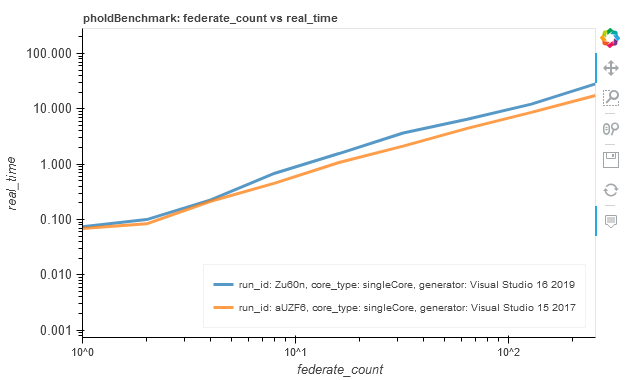 pholdBenchmark: federate_count vs real_time
100.000
10.000
1.000
0.100
0.010
0.001
real_time
run_id: Zu60n, core_type: singleCore, generator: Visual Studio 16 2019
run_id: aUZF6, core_type: singleCore, generator: Visual Studio 15 2017
10^0
10^1
10^2
federate_count